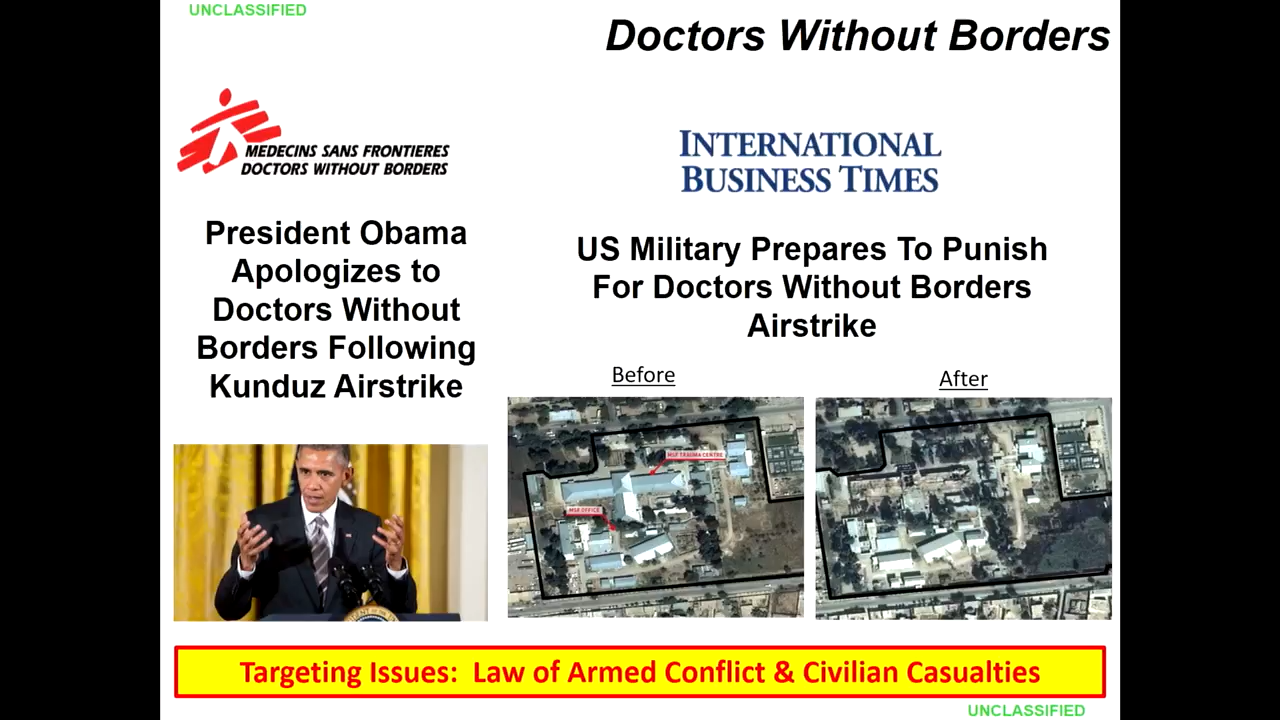 UNCLASSIFIED
Doctors Without Borders
MEDECINS SANS FRONTIERES
DOCTORS WITHOUT BORDERS
President Obama
Apologizes to
Doctors Without
Borders Following
Kunduz Airstrike
INTERNATIONAL
BUSINESS TIMES
US Military Prepares To Punish
For Doctors Without Borders
Airstrike
Before
After
MSF TRAUMA CENTRE
MSF OFFICE
Targeting Issues: Law of Armed Conflict & Civilian Casualties
UNCLASSIFIED